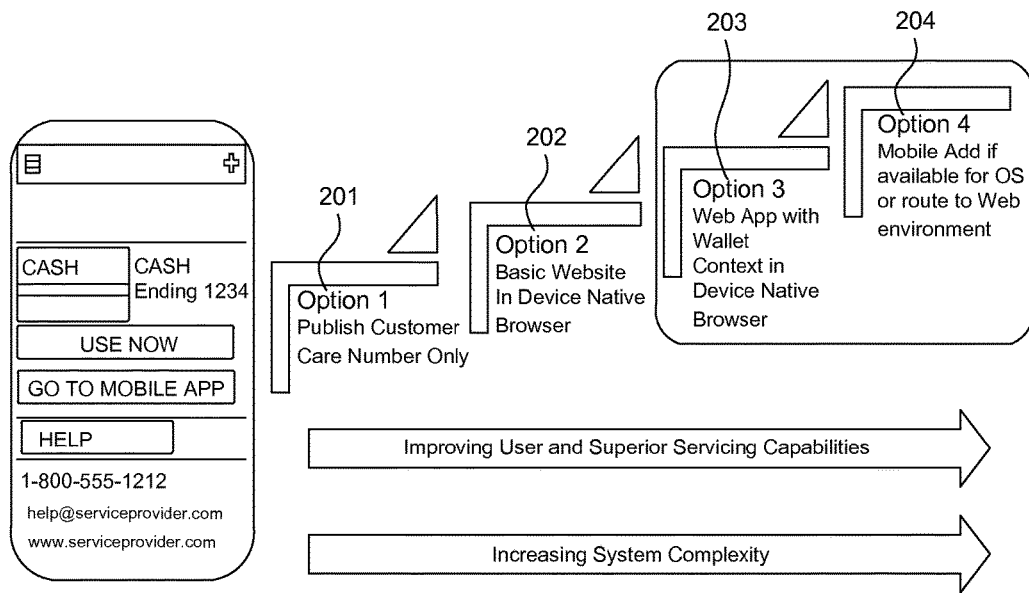 203
204
202
201
CASH
CASH
Ending 1234
USE NOW
GO TO MOBILE APP
HELP
1-800-555-1212
help@serviceprovider.com
www.serviceprovider.com
Option 1
Publish Customer
Care Number Only
Option 2
Basic Website
In Device Native
Browser
Option 3
Web App with
Wallet
Context in
Device Native
Browser
Option 4
Mobile Add if
available for OS
or route to Web
environment
Improving User and Superior Servicing Capabilities
Increasing System Complexity